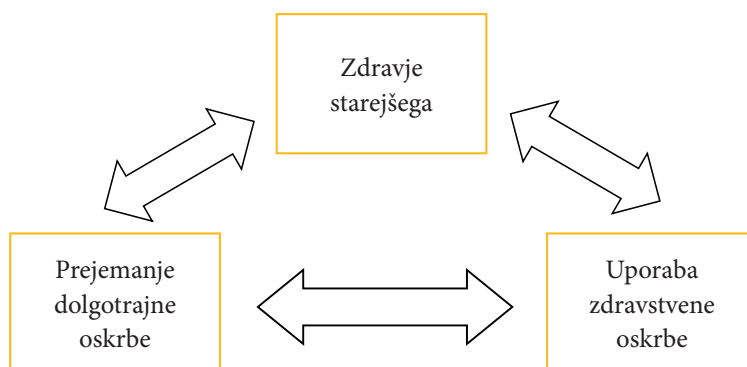 Zdravje
starejšega
Prejemanje
dolgotrajne
oskrbe
Uporaba
zdravstvene
oskrbe